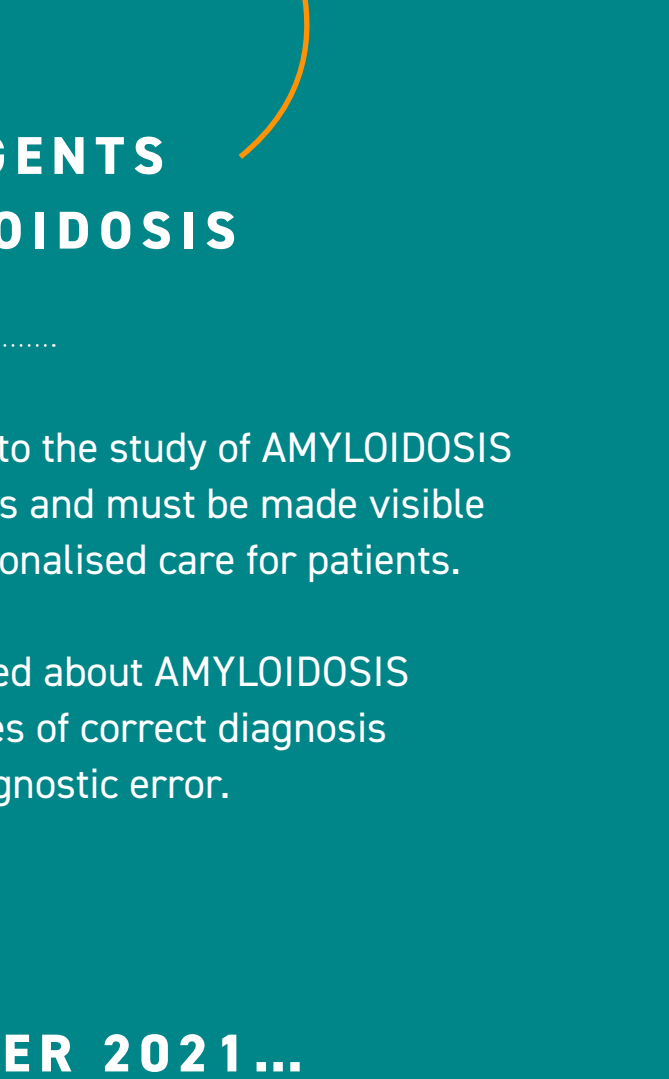 GENTS
OIDOSIS
.......
to the study of AMYLOIDOSIS
s and must be made visible
onalised care for patients.
ed about AMYLOIDOSIS
es of correct diagnosis
gnostic error.
ER 2021...